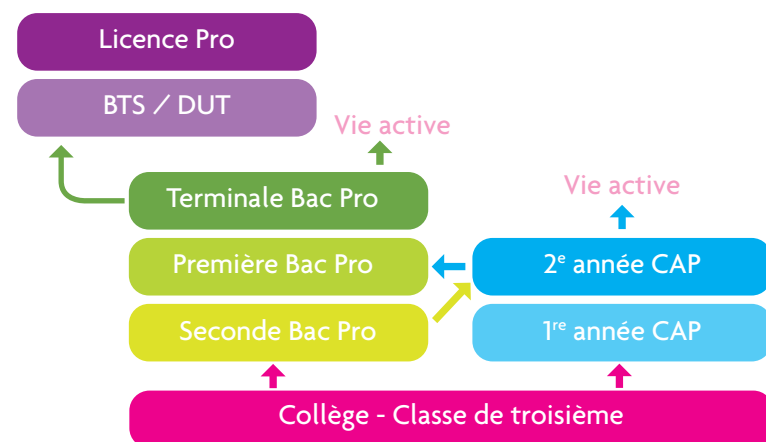 Licence Pro
BTS / DUT
Vie active
Terminale Bac Pro
Vie active
Première Bac Pro
2e année CAP
Seconde Bac Pro
1re année CAP
Collège - Classe de troisième